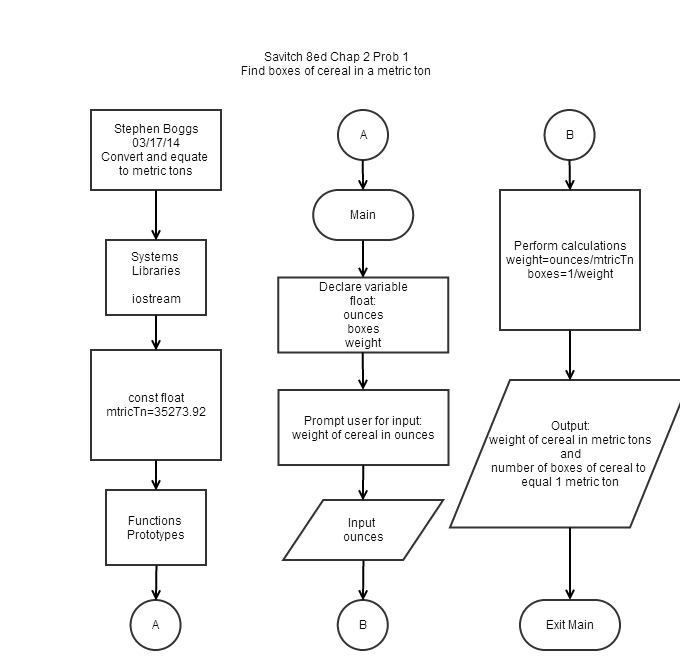 Savitch 8ed Chap 2 Prob 1
Find boxes of cereal in a metric ton
Stephen Boggs
03/17/14
Convert and equate
to metric tons
Systems
Libraries
iostream
const float
mtricTn=35273.92
Functions
Prototypes
A
A
Main
Declare variable
float:
ounces
boxes
weight
Prompt user for input:
weight of cereal in ounces
Input
ounces
B
B
Perform calculations
weight=ounces/mtricTn
boxes=1/weight
Output:
weight of cereal in metric tons
and
number of boxes of cereal to
equal 1 metric ton
Exit Main